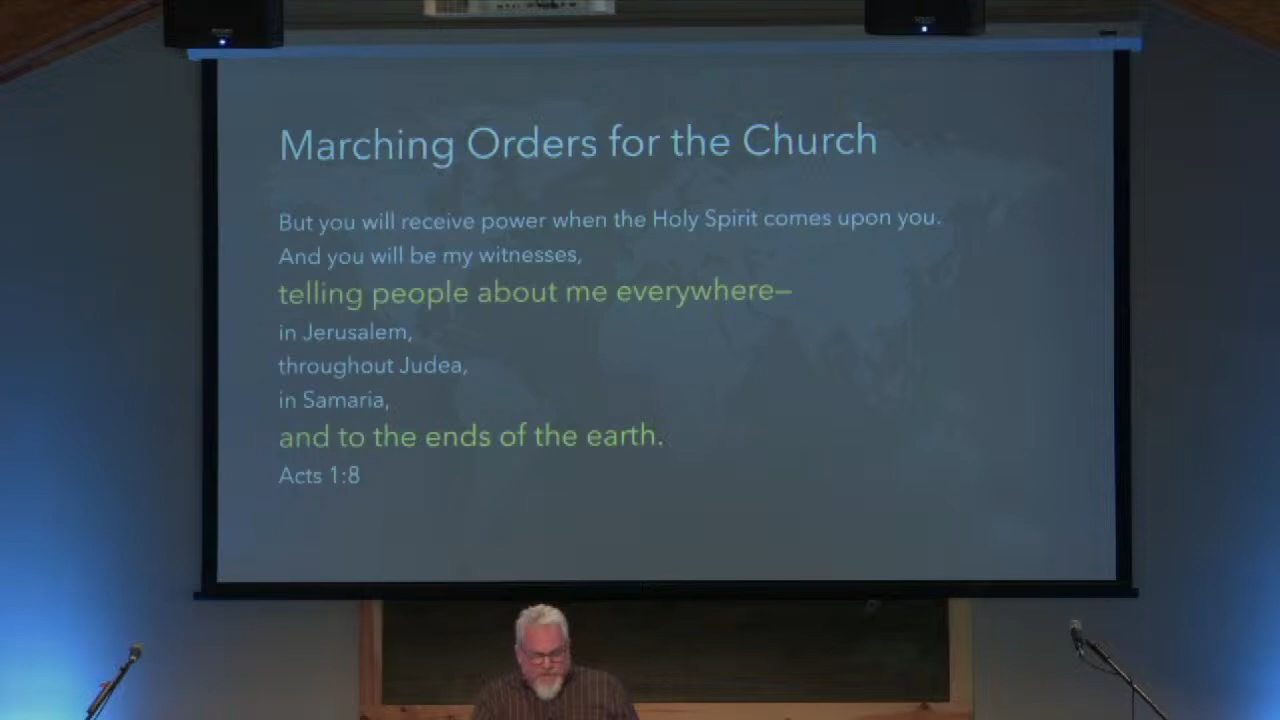 Marching Orders for the Church
But you will receive power when the Holy Spirit comes upon you.
And you will be my witnesses,
telling people about me everywhere—
in Jerusalem,
throughout Judea,
in Samaria,
and to the ends of the earth.
Acts 1:8